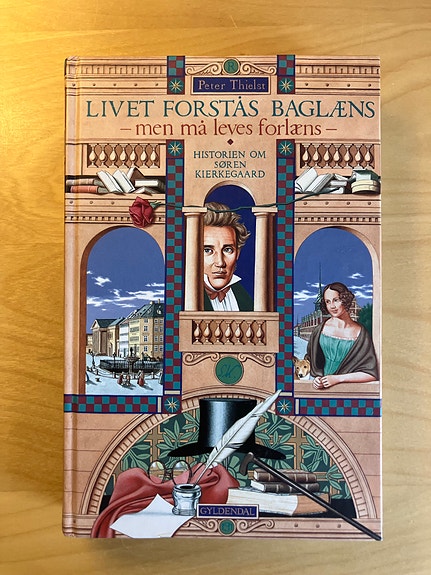 Peter Thielst
LIVET FORSTÅS BAGLÆNS
– men må leves forlæns –
HISTORIEN OM
SØREN
KIERKEGAARD
GYLDENDAL